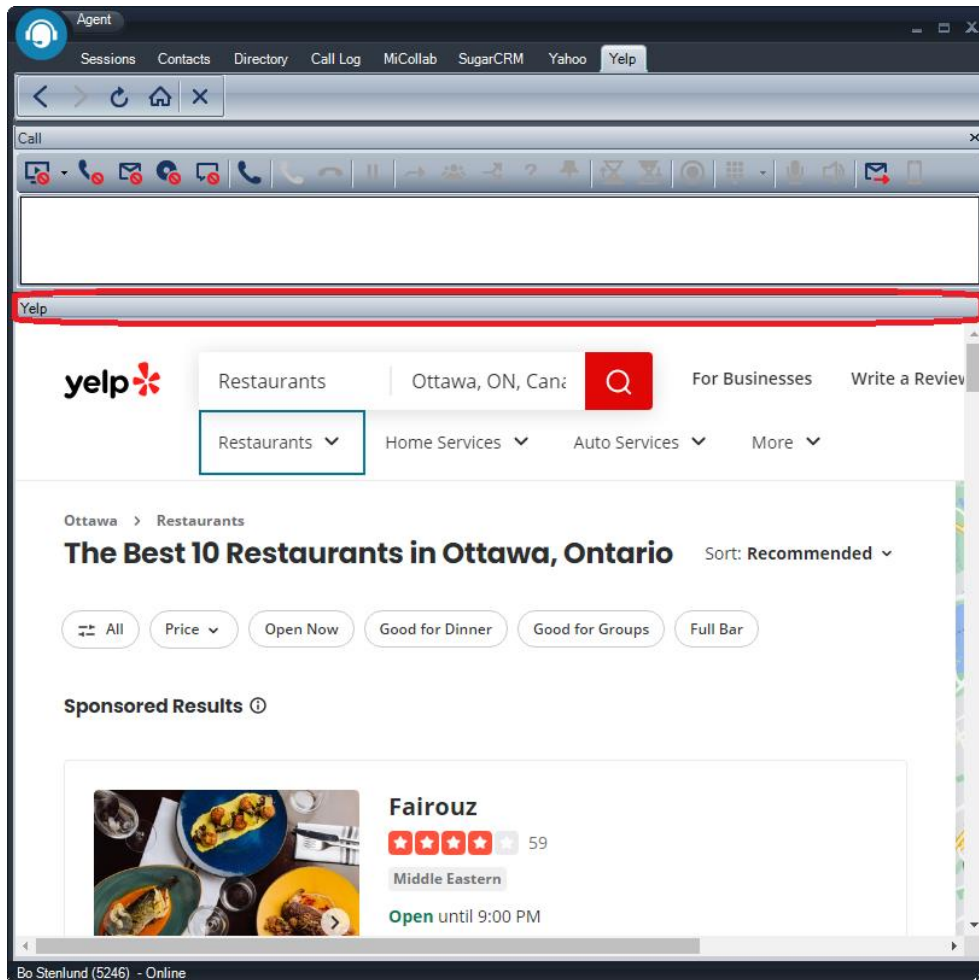 Agent
Sessions Contacts Directory Call Log MiCollab SugarCRM Yahoo Yelp
Call
Yelp
yelp Restaurants Ottawa, ON, Cana For Businesses Write a Review
Restaurants Home Services Auto Services More
Ottawa > Restaurants
The Best 10 Restaurants in Ottawa, Ontario Sort: Recommended
All Price Open Now Good for Dinner Good for Groups Full Bar
Sponsored Results
Fairouz
59
Middle Eastern
Open until 9:00 PM
Bo Stenlund (5246) - Online